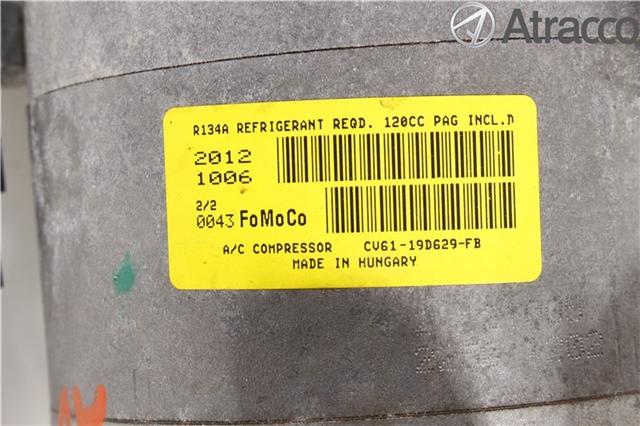 Atracco
R134A REFRIGERANT REQD. 120CC PAG INCL.D
2012
1006
2/2
0043 FoMoCo
A/C COMPRESSOR CV61-19D629-FB
MADE IN HUNGARY